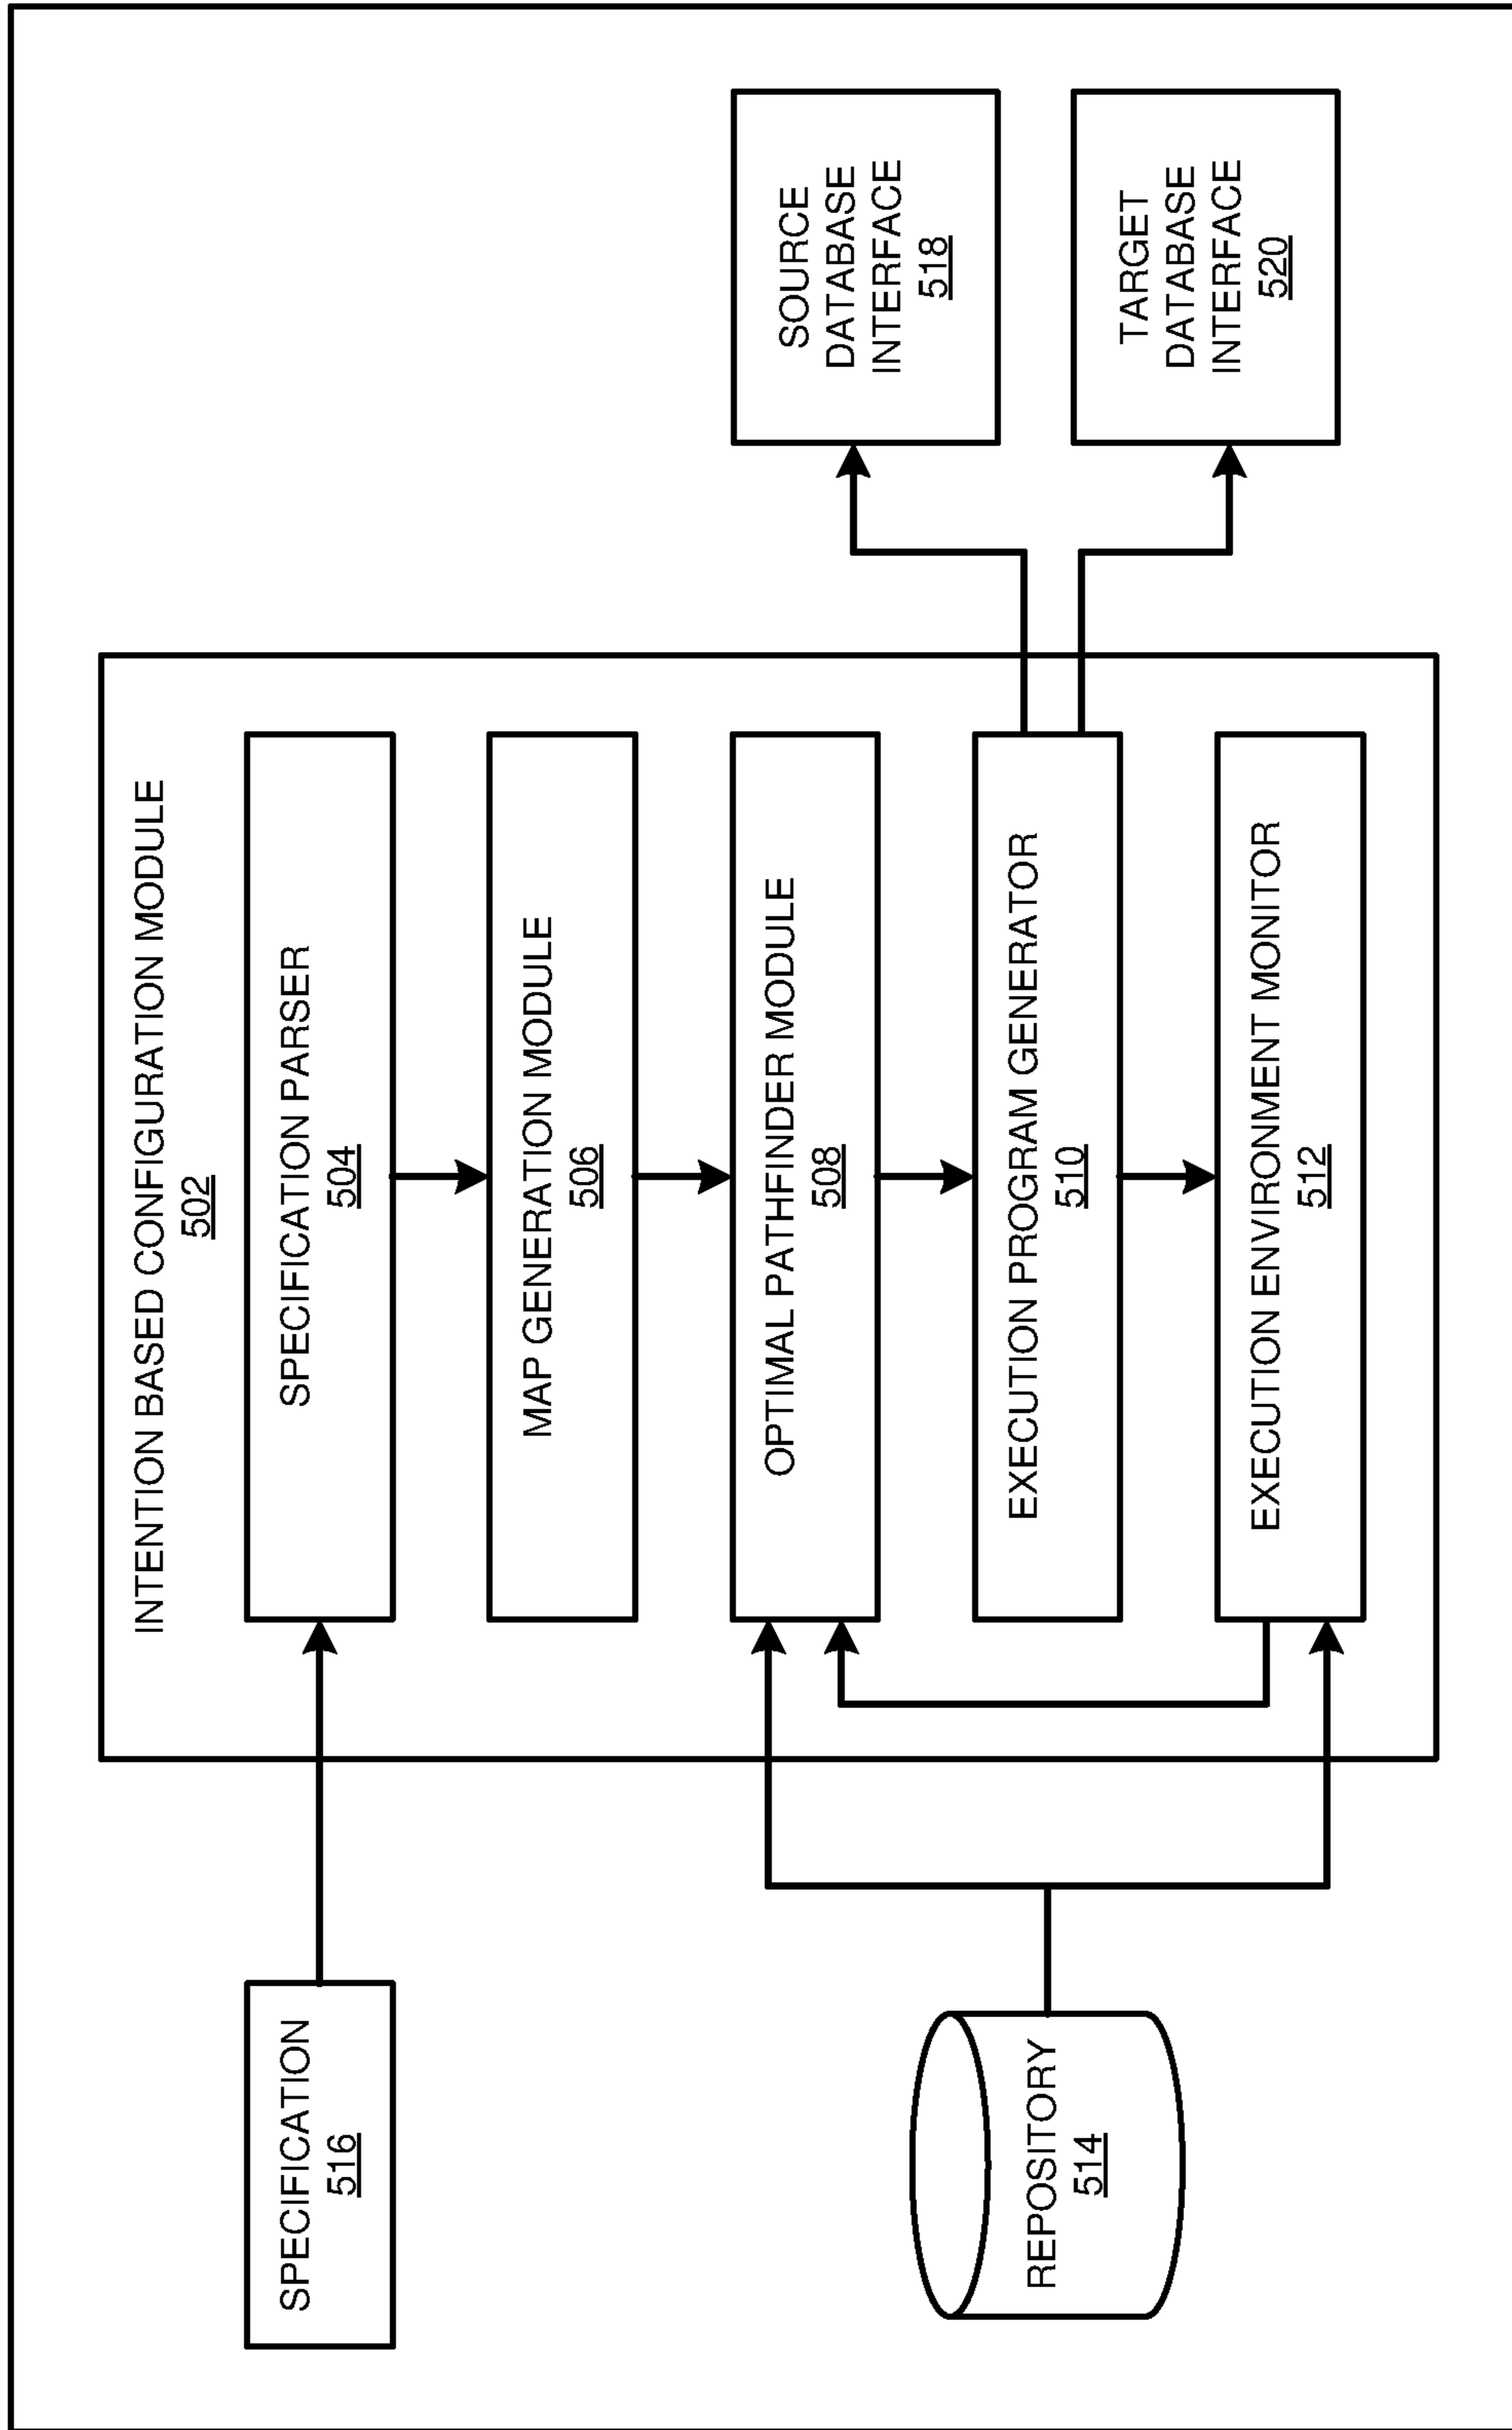 SPECIFICATION
516
REPOSITORY
514
INTENTION BASED CONFIGURATION MODULE
502
SPECIFICATION PARSER
504
MAP GENERATION MODULE
506
OPTIMAL PATHFINDER MODULE
508
EXECUTION PROGRAM GENERATOR
510
EXECUTION ENVIRONMENT MONITOR
512
SOURCE
DATABASE
INTERFACE
518
TARGET
DATABASE
INTERFACE
520